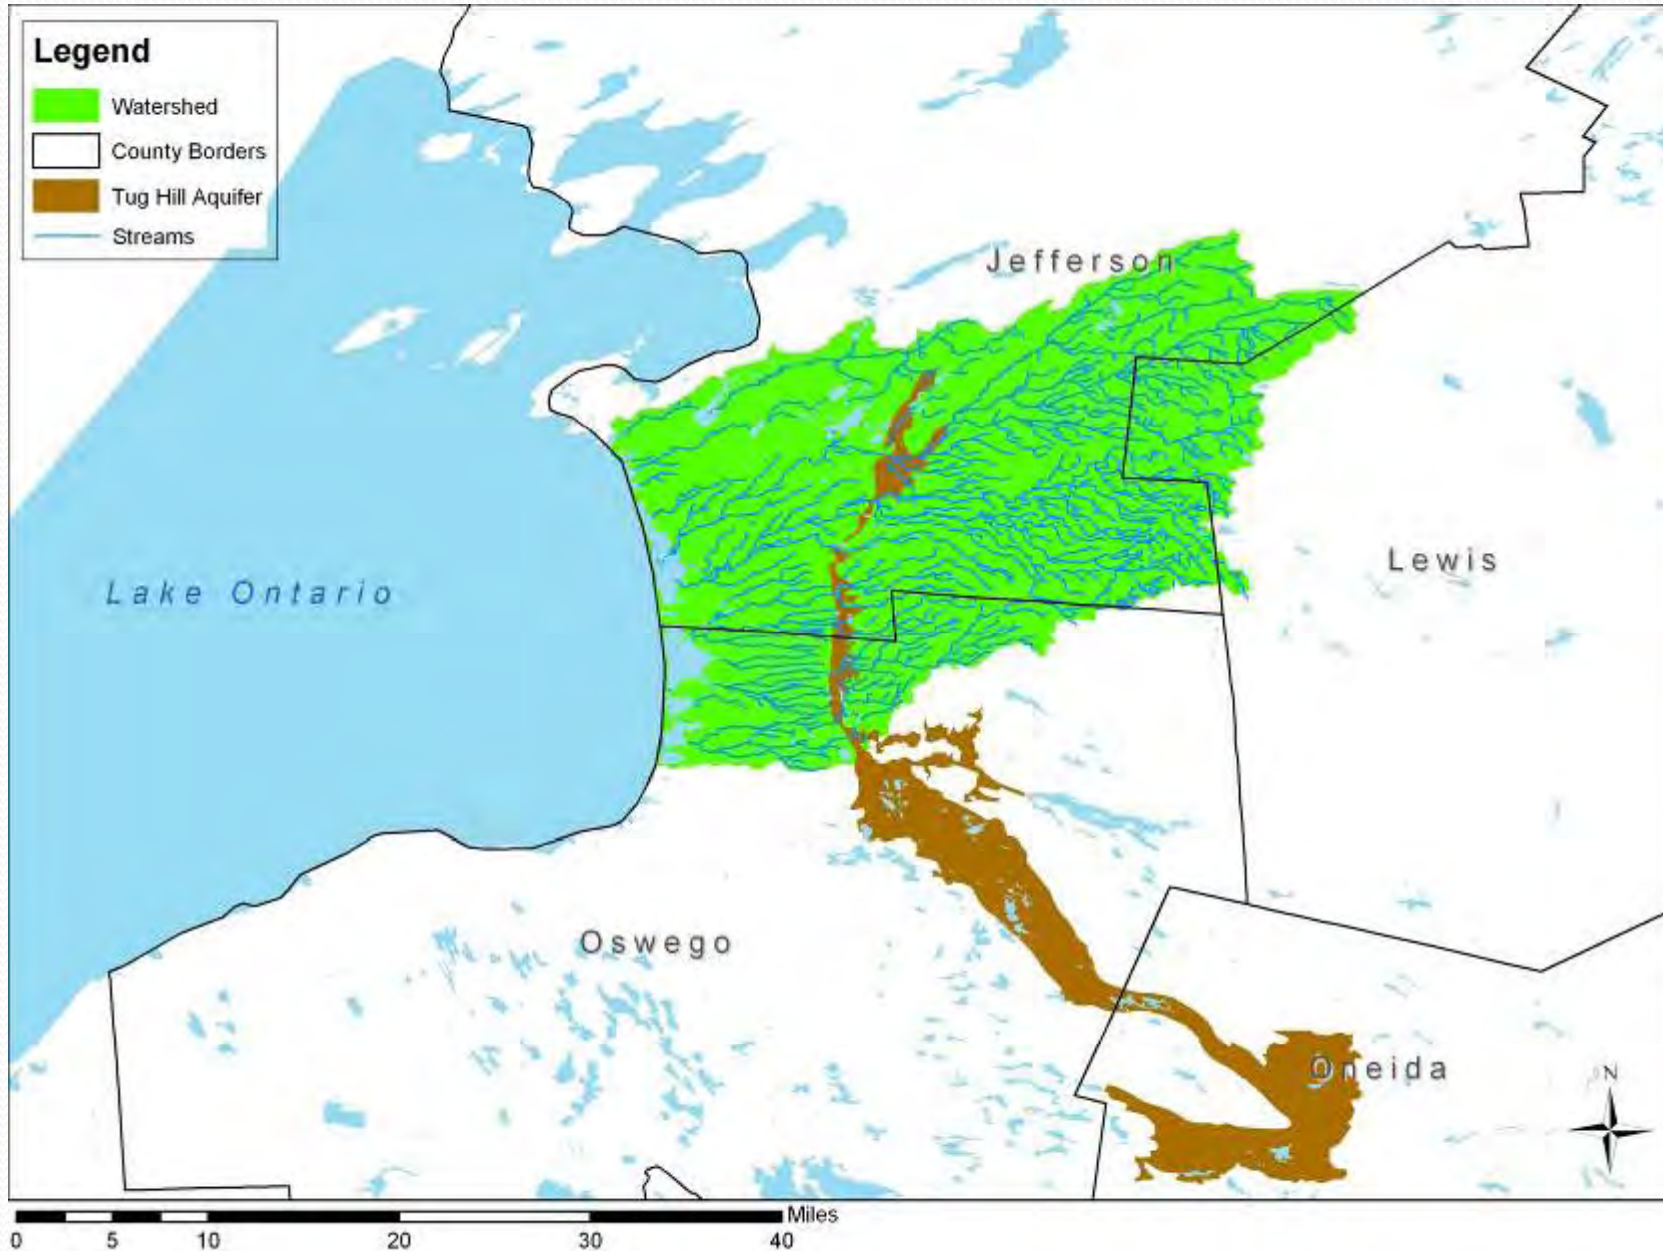 Legend
Watershed
County Borders
Tug Hill Aquifer
Streams
Jefferson
Lewis
Lake Ontario
Oswego
Oneida
N
Miles
0 5 10 20 30 40